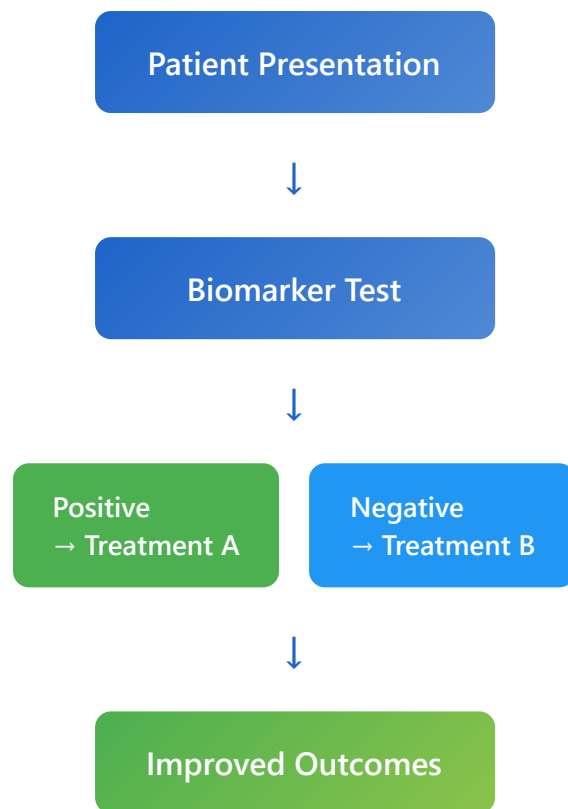 Patient Presentation
↓
Biomarker Test
↓
Positive
→ Treatment A
Negative
→ Treatment B
↓
Improved Outcomes